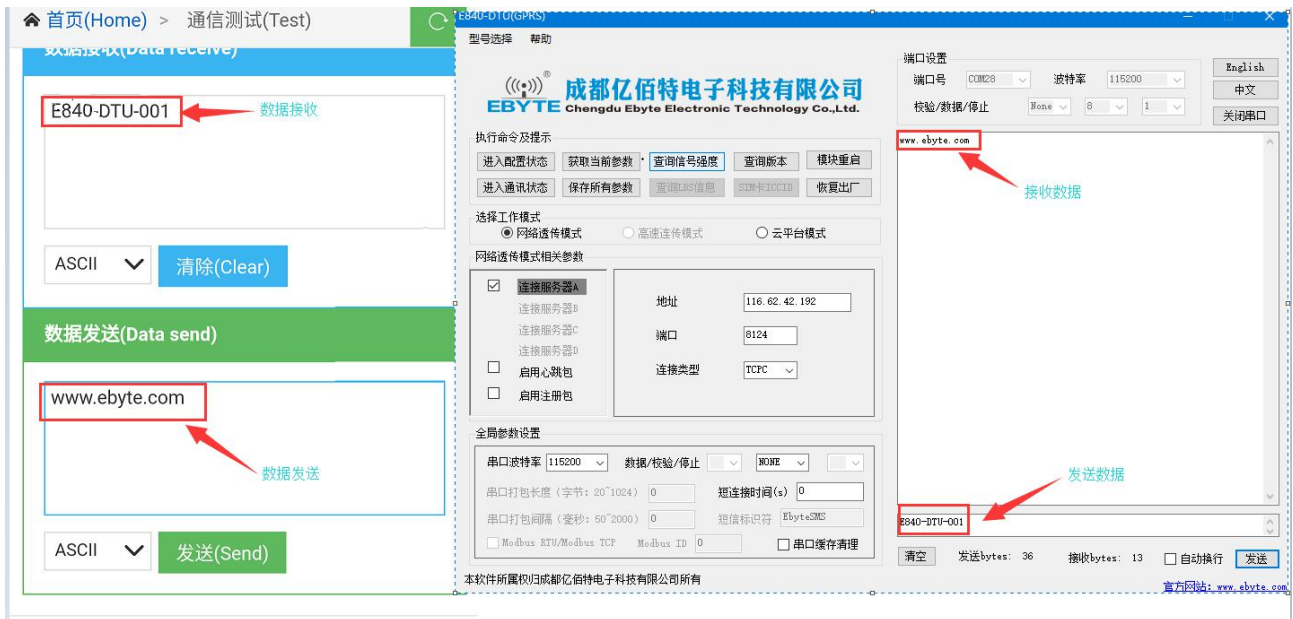 首页(Home) > 通信测试(Test)
数据接收(Data receive)
E840-DTU-001
数据接收
ASCII
清除(Clear)
数据发送(Data send)
www.ebyte.com
数据发送
ASCII
发送(Send)
E840-DTU(GPRS)
型号选择 帮助
EBYTE
成都亿佰特电子科技有限公司
Chengdu Ebyte Electronic Technology Co.,Ltd.
执行命令及提示
进入配置状态 获取当前参数 查询信号强度 查询版本 模块重启
进入通讯状态 保存所有参数 查询LBS信息 SIM卡ICCID 恢复出厂
选择工作模式
网络透传模式 高速连传模式 云平台模式
网络透传模式相关参数
连接服务器A
连接服务器B
连接服务器C
连接服务器D
启用心跳包
启用注册包
地址 116.62.42.192
端口 8124
连接类型 TCPC
全局参数设置
串口波特率 115200 数据/校验/停止 NONE
串口打包长度（字节：20~1024） 0 短连接时间(s) 0
串口打包间隔（毫秒：50~2000） 0 短信标识符 EbyteSMS
Modbus RTU/Modbus TCP Modbus ID 0 串口缓存清理
本软件所属权归成都亿佰特电子科技有限公司所有
端口设置
端口号 COM28 波特率 115200
校验/数据/停止 None 8 1
English
中文
关闭串口
www.ebyte.com
接收数据
发送数据
E840-DTU-001
清空 发送bytes: 36 接收bytes: 13 自动换行 发送
官方网站：www.ebyte.com